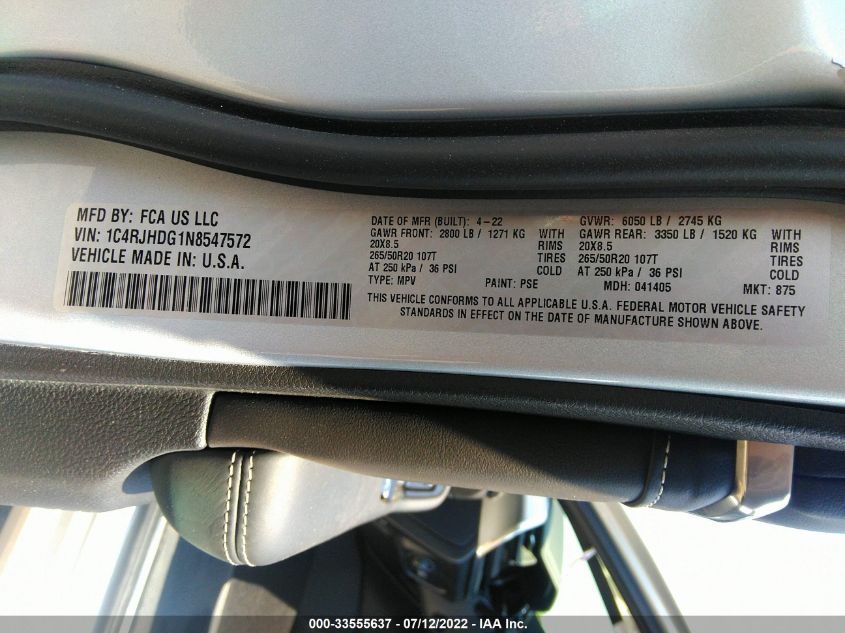 MFD BY: FCA US LLC
VIN: 1C4RJHDG1N8547572
VEHICLE MADE IN: U.S.A.
DATE OF MFR (BUILT): 4-22
GAWR FRONT: 2800 LB / 1271 KG WITH
20X8.5 RIMS
265/50R20 107T TIRES
AT 250 kPa / 36 PSI COLD
TYPE: MPV PAINT: PSE
GVWR: 6050 LB / 2745 KG
GAWR REAR: 3350 LB / 1520 KG WITH
20X8.5 RIMS
265/50R20 107T TIRES
AT 250 kPa / 36 PSI COLD
MDH: 041405 MKT: 875
THIS VEHICLE CONFORMS TO ALL APPLICABLE U.S.A. FEDERAL MOTOR VEHICLE SAFETY
STANDARDS IN EFFECT ON THE DATE OF MANUFACTURE SHOWN ABOVE.
000-33555637 - 07/12/2022 - IAA Inc.